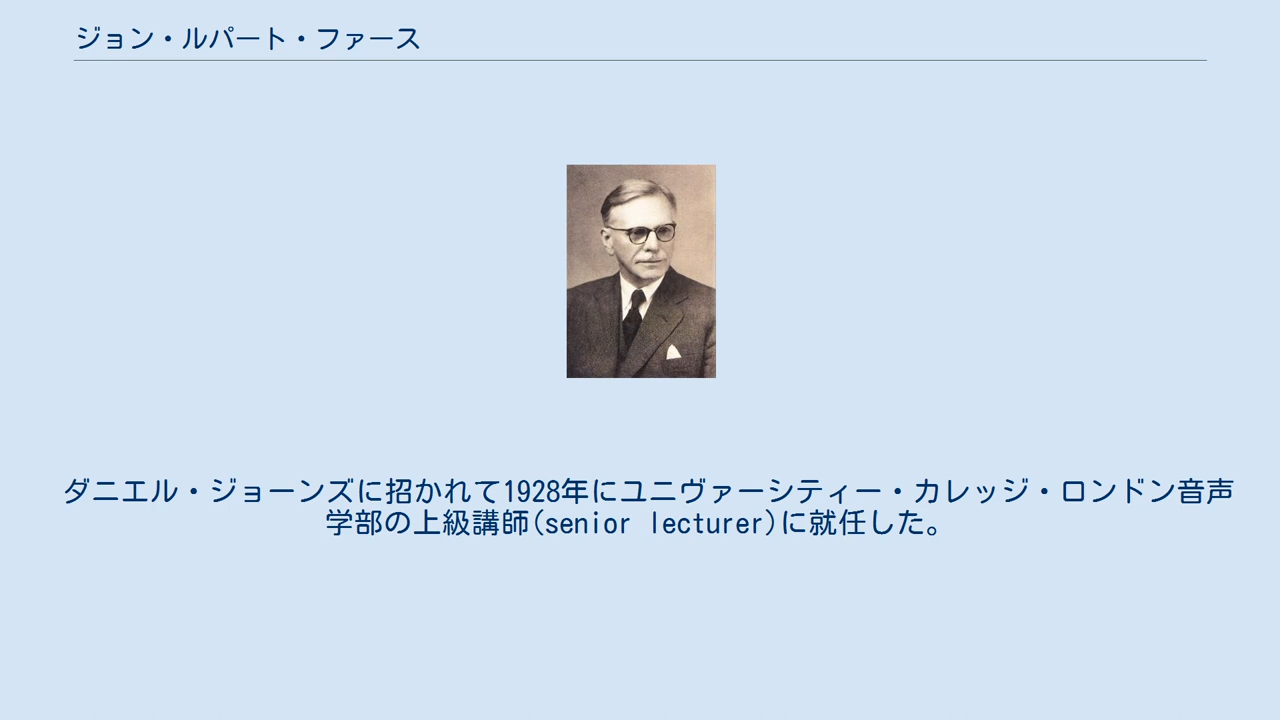 ジョン・ルパート・ファース
ダニエル・ジョーンズに招かれて1928年にユニヴァーシティー・カレッジ・ロンドン音声
学部の上級講師(senior lecturer)に就任した。